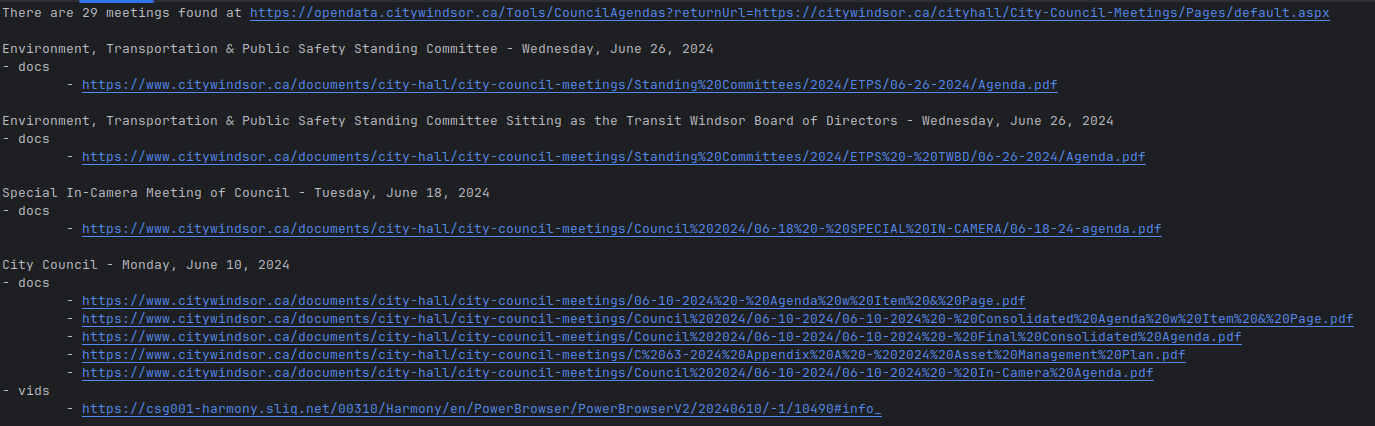 There are 29 meetings found at https://opendata.citywindsor.ca/Tools/CouncilAgendas?returnUrl=https://citywindsor.ca/cityhall/City-Council-Meetings/Pages/default.aspx
Environment, Transportation & Public Safety Standing Committee - Wednesday, June 26, 2024
- docs
- https://www.citywindsor.ca/documents/city-hall/city-council-meetings/Standing%20Committees/2024/ETPS/06-26-2024/Agenda.pdf
Environment, Transportation & Public Safety Standing Committee Sitting as the Transit Windsor Board of Directors - Wednesday, June 26, 2024
- docs
- https://www.citywindsor.ca/documents/city-hall/city-council-meetings/Standing%20Committees/2024/ETPS%20-%20TWBD/06-26-2024/Agenda.pdf
Special In-Camera Meeting of Council - Tuesday, June 18, 2024
- docs
- https://www.citywindsor.ca/documents/city-hall/city-council-meetings/Council%202024/06-18%20-%20SPECIAL%20IN-CAMERA/06-18-24-agenda.pdf
City Council - Monday, June 10, 2024
- docs
- https://www.citywindsor.ca/documents/city-hall/city-council-meetings/06-10-2024%20-%20Agenda%20w%20Item%20&%20Page.pdf
- https://www.citywindsor.ca/documents/city-hall/city-council-meetings/Council%202024/06-10-2024/06-10-2024%20-%20Consolidated%20Agenda%20w%20Item%20&%20Page.pdf
- https://www.citywindsor.ca/documents/city-hall/city-council-meetings/Council%202024/06-10-2024/06-10-2024%20-%20Final%20Consolidated%20Agenda.pdf
- https://www.citywindsor.ca/documents/city-hall/city-council-meetings/C%2063-2024%20Appendix%20A%20-%202024%20Asset%20Management%20Plan.pdf
- https://www.citywindsor.ca/documents/city-hall/city-council-meetings/Council%202024/06-10-2024/06-10-2024%20-%20In-Camera%20Agenda.pdf
- vids
- https://csg001-harmony.sliq.net/00310/Harmony/en/PowerBrowser/PowerBrowserV2/20240610/-1/10490#info_